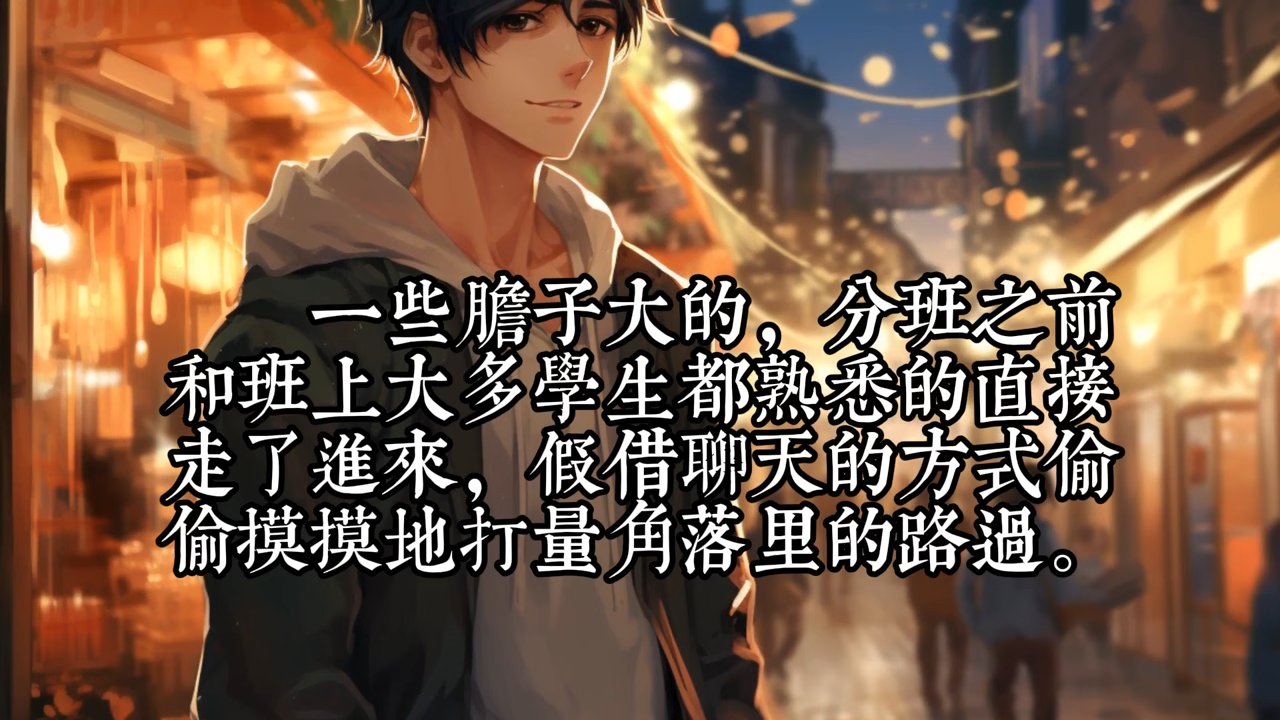 一些膽子大的，分班之前
和班上大多學生都熟悉的直接
走了進來，假借聊天的方式偷
偷摸摸地打量角落里的路過。